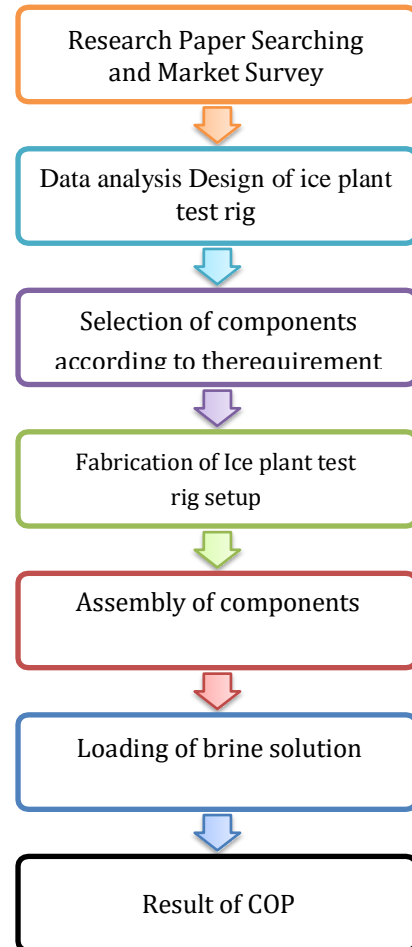 Research Paper Searching
and Market Survey
Data analysis Design of ice plant
test rig
Selection of components
according to therequirement
Fabrication of Ice plant test
rig setup
Assembly of components
Loading of brine solution
Result of COP